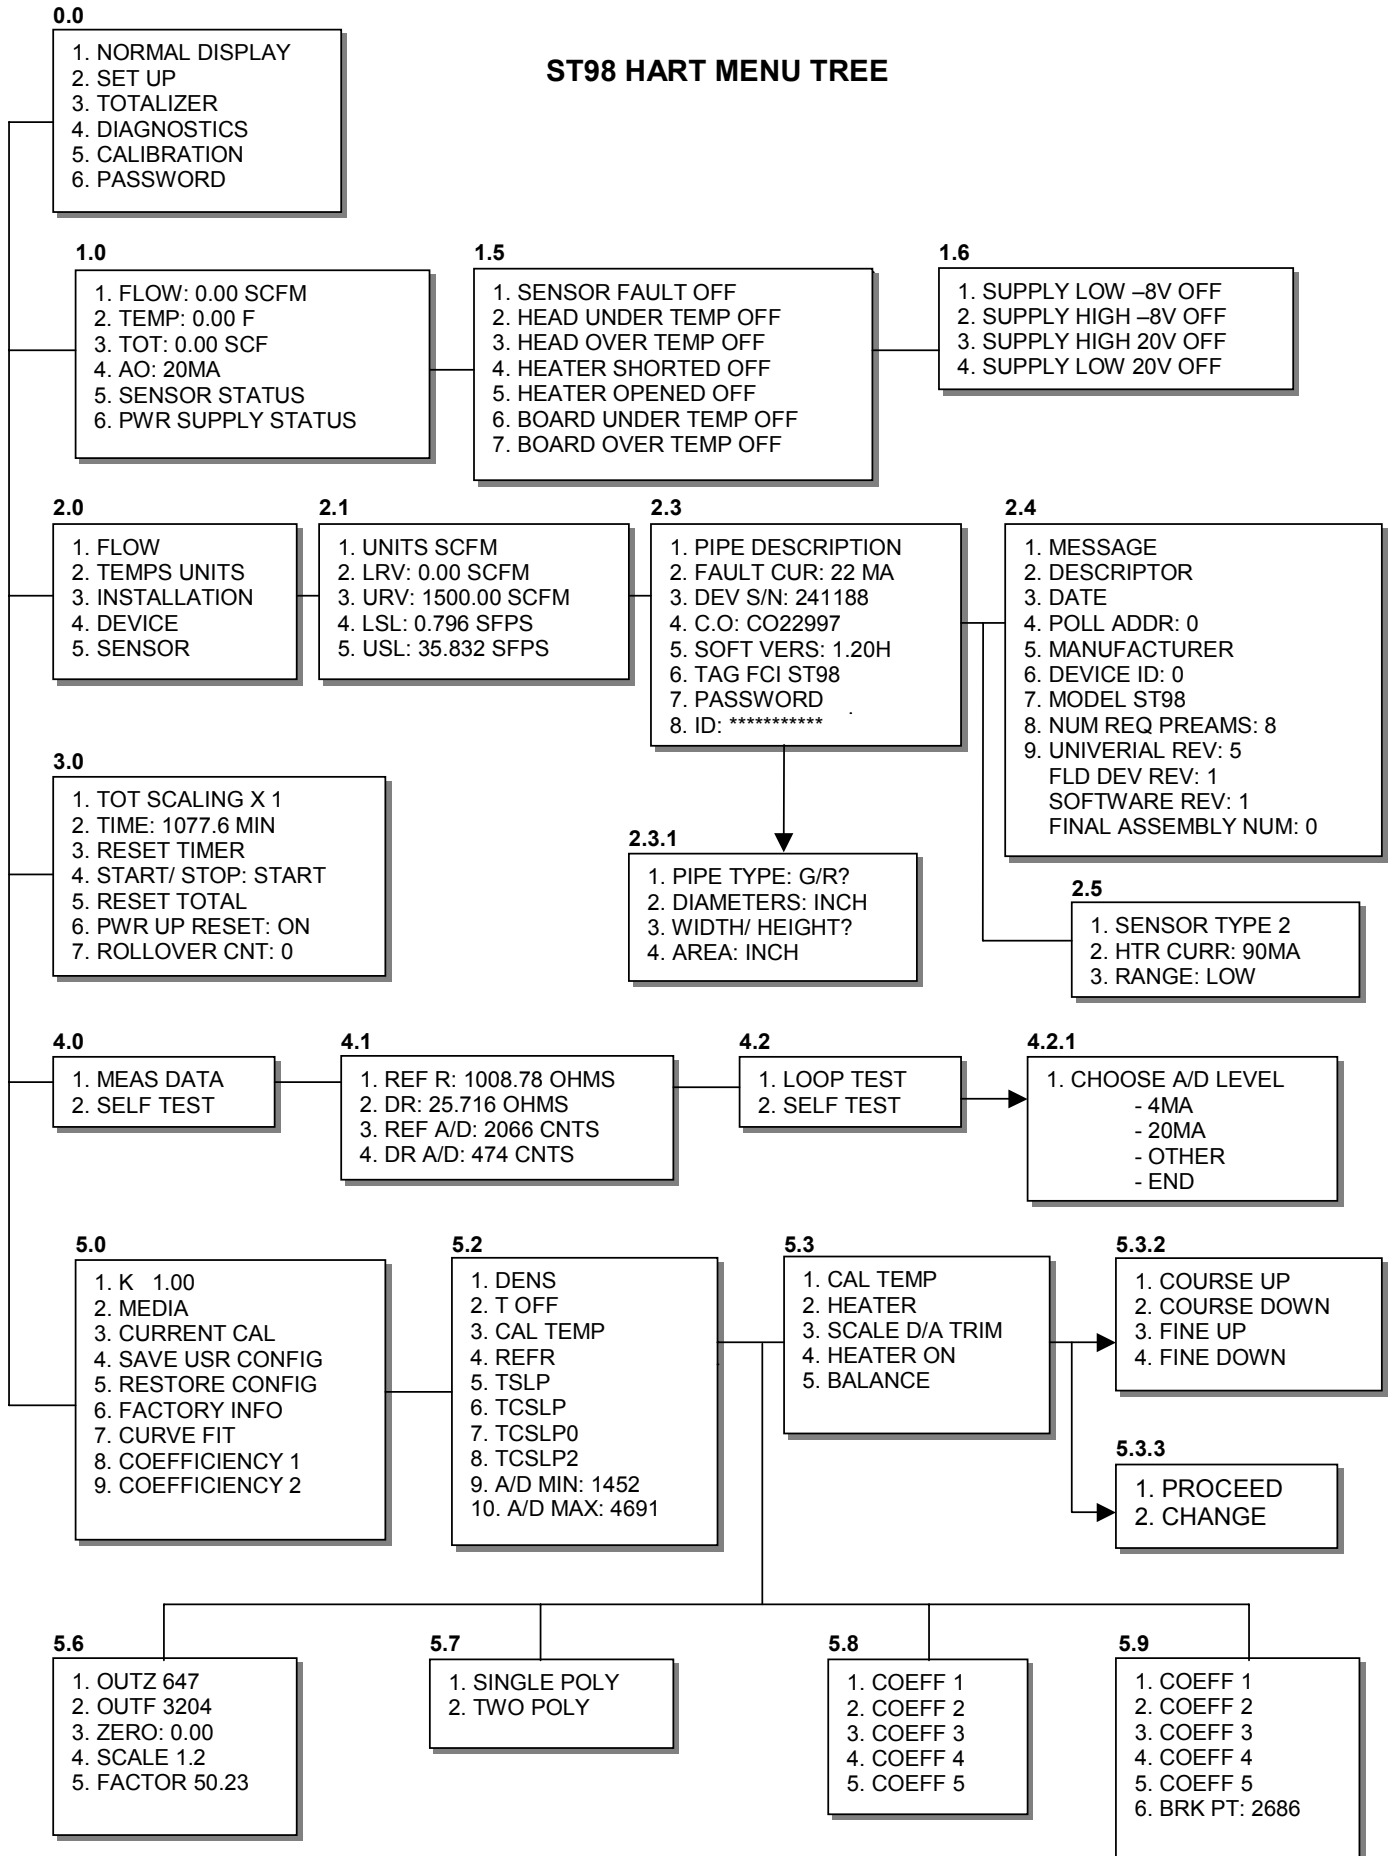 0.0
1. NORMAL DISPLAY
2. SET UP
3. TOTALIZER
4. DIAGNOSTICS
5. CALIBRATION
6. PASSWORD
ST98 HART MENU TREE
1.0
1. FLOW: 0.00 SCFM
2. TEMP: 0.00 F
3. TOT: 0.00 SCF
4. AO: 20MA
5. SENSOR STATUS
6. PWR SUPPLY STATUS
1.5
1. SENSOR FAULT OFF
2. HEAD UNDER TEMP OFF
3. HEAD OVER TEMP OFF
4. HEATER SHORTED OFF
5. HEATER OPENED OFF
6. BOARD UNDER TEMP OFF
7. BOARD OVER TEMP OFF
1.6
1. SUPPLY LOW –8V OFF
2. SUPPLY HIGH –8V OFF
3. SUPPLY HIGH 20V OFF
4. SUPPLY LOW 20V OFF
2.0
1. FLOW
2. TEMPS UNITS
3. INSTALLATION
4. DEVICE
5. SENSOR
2.1
1. UNITS SCFM
2. LRV: 0.00 SCFM
3. URV: 1500.00 SCFM
4. LSL: 0.796 SFPS
5. USL: 35.832 SFPS
2.3
1. PIPE DESCRIPTION
2. FAULT CUR: 22 MA
3. DEV S/N: 241188
4. C.O: CO22997
5. SOFT VERS: 1.20H
6. TAG FCI ST98
7. PASSWORD
8. ID: ***********
2.4
1. MESSAGE
2. DESCRIPTOR
3. DATE
4. POLL ADDR: 0
5. MANUFACTURER
6. DEVICE ID: 0
7. MODEL ST98
8. NUM REQ PREAMS: 8
9. UNIVERIAL REV: 5
FLD DEV REV: 1
SOFTWARE REV: 1
FINAL ASSEMBLY NUM: 0
3.0
1. TOT SCALING X 1
2. TIME: 1077.6 MIN
3. RESET TIMER
4. START/ STOP: START
5. RESET TOTAL
6. PWR UP RESET: ON
7. ROLLOVER CNT: 0
2.3.1
1. PIPE TYPE: G/R?
2. DIAMETERS: INCH
3. WIDTH/ HEIGHT?
4. AREA: INCH
2.5
1. SENSOR TYPE 2
2. HTR CURR: 90MA
3. RANGE: LOW
4.0
1. MEAS DATA
2. SELF TEST
4.1
1. REF R: 1008.78 OHMS
2. DR: 25.716 OHMS
3. REF A/D: 2066 CNTS
4. DR A/D: 474 CNTS
4.2
1. LOOP TEST
2. SELF TEST
4.2.1
1. CHOOSE A/D LEVEL
- 4MA
- 20MA
- OTHER
- END
5.0
1. K 1.00
2. MEDIA
3. CURRENT CAL
4. SAVE USR CONFIG
5. RESTORE CONFIG
6. FACTORY INFO
7. CURVE FIT
8. COEFFICIENCY 1
9. COEFFICIENCY 2
5.2
1. DENS
2. T OFF
3. CAL TEMP
4. REFR
5. TSLP
6. TCSLP
7. TCSLP0
8. TCSLP2
9. A/D MIN: 1452
10. A/D MAX: 4691
5.3
1. CAL TEMP
2. HEATER
3. SCALE D/A TRIM
4. HEATER ON
5. BALANCE
5.3.2
1. COURSE UP
2. COURSE DOWN
3. FINE UP
4. FINE DOWN
5.3.3
1. PROCEED
2. CHANGE
5.6
1. OUTZ 647
2. OUTF 3204
3. ZERO: 0.00
4. SCALE 1.2
5. FACTOR 50.23
5.7
1. SINGLE POLY
2. TWO POLY
5.8
1. COEFF 1
2. COEFF 2
3. COEFF 3
4. COEFF 4
5. COEFF 5
5.9
1. COEFF 1
2. COEFF 2
3. COEFF 3
4. COEFF 4
5. COEFF 5
6. BRK PT: 2686